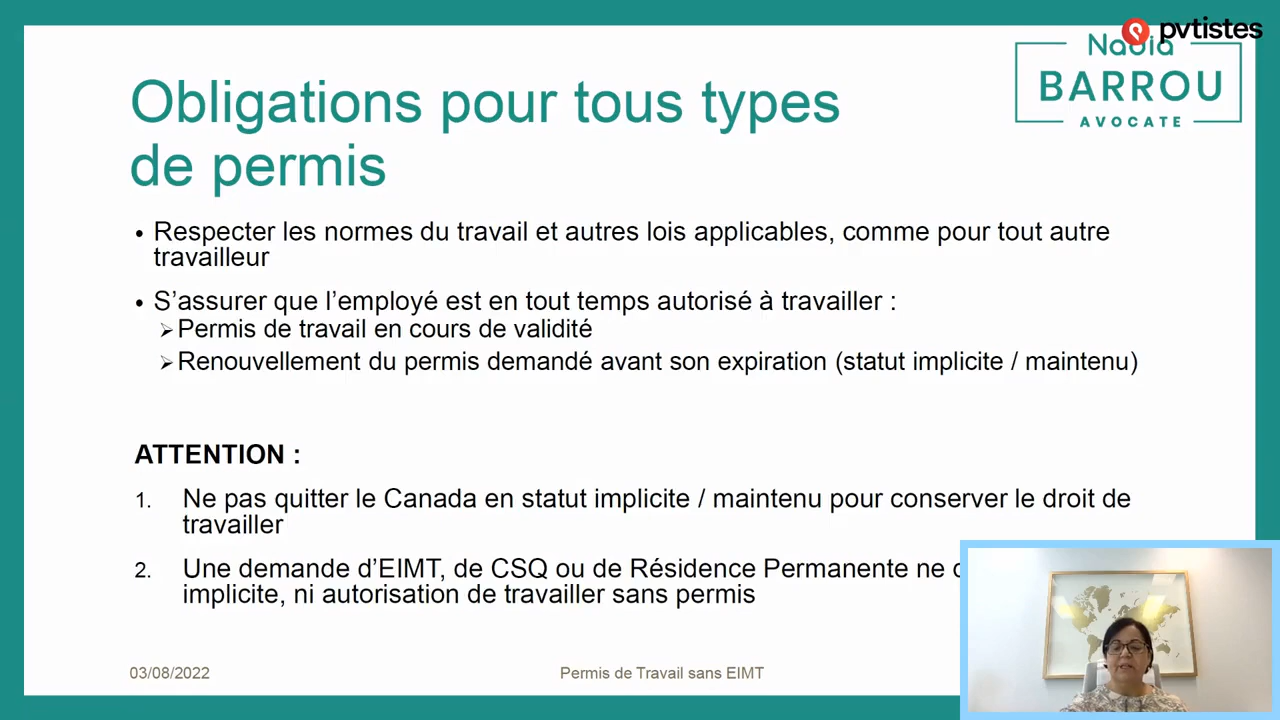 pvtistes
Nadia
BARROU
AVOCATE
Obligations pour tous types
de permis
• Respecter les normes du travail et autres lois applicables, comme pour tout autre
travailleur
• S'assurer que l'employé est en tout temps autorisé à travailler :
➢ Permis de travail en cours de validité
➢ Renouvellement du permis demandé avant son expiration (statut implicite / maintenu)
ATTENTION :
1. Ne pas quitter le Canada en statut implicite / maintenu pour conserver le droit de
travailler
2. Une demande d'EIMT, de CSQ ou de Résidence Permanente ne
implicite, ni autorisation de travailler sans permis
03/08/2022
Permis de Travail sans EIMT